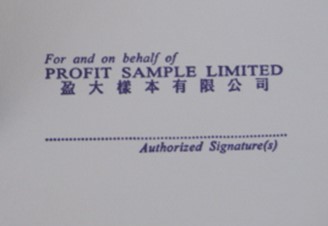 For and on behalf of
PROFIT SAMPLE LIMITED
盈大樣本有限公司
Authorized Signature(s)